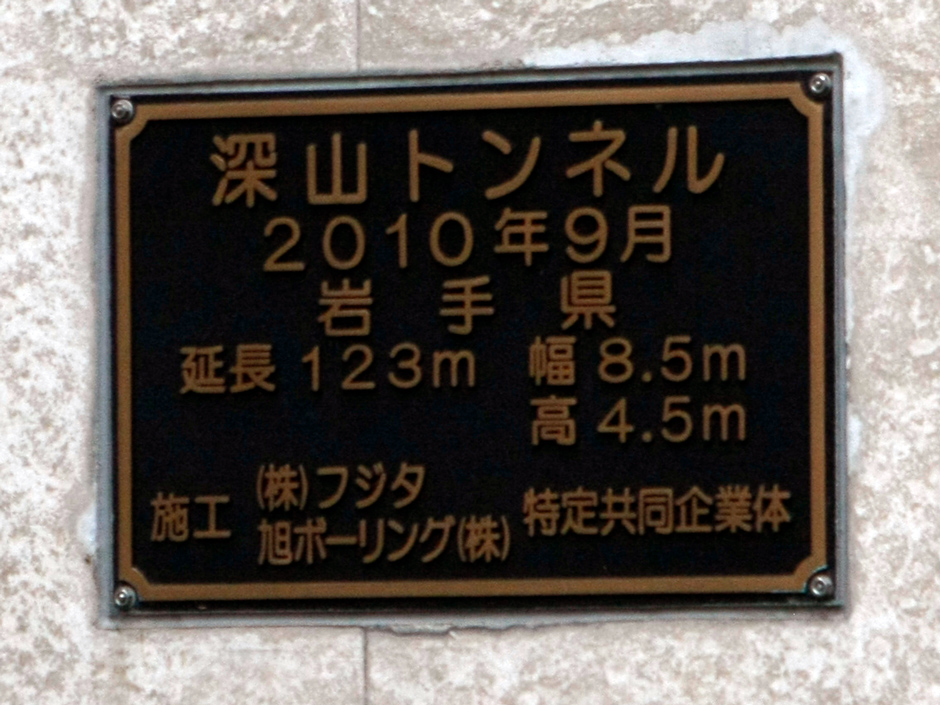 深山トンネル
2010年9月
岩手県
延長 123m 幅 8.5m
高 4.5m
施工 (株)フジタ 特定共同企業体
旭ボーリング(株)